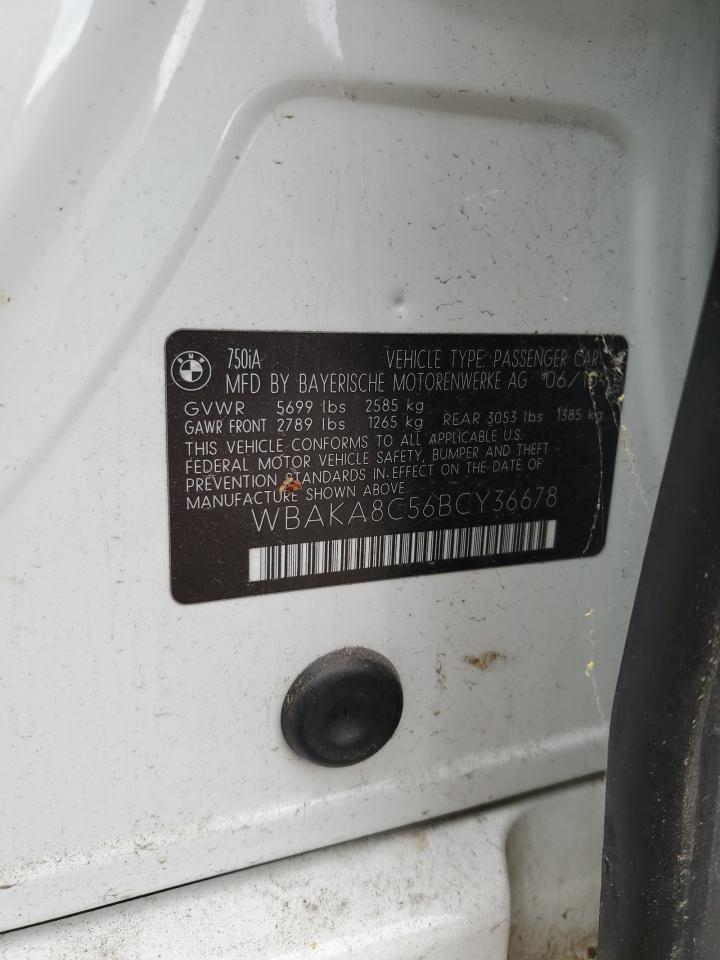 BMW
750iA VEHICLE TYPE: PASSENGER CAR
MFD BY BAYERISCHE MOTORENWERKE AG
GVWR 5699 lbs 2585 kg
GAWR FRONT 2789 lbs 1265 kg REAR 3053 lbs 1385 kg
THIS VEHICLE CONFORMS TO ALL APPLICABLE U.S.
FEDERAL MOTOR VEHICLE SAFETY, BUMPER AND THEFT
PREVENTION STANDARDS IN EFFECT ON THE DATE OF
MANUFACTURE SHOWN ABOVE
WBAKA8C56BCY36678